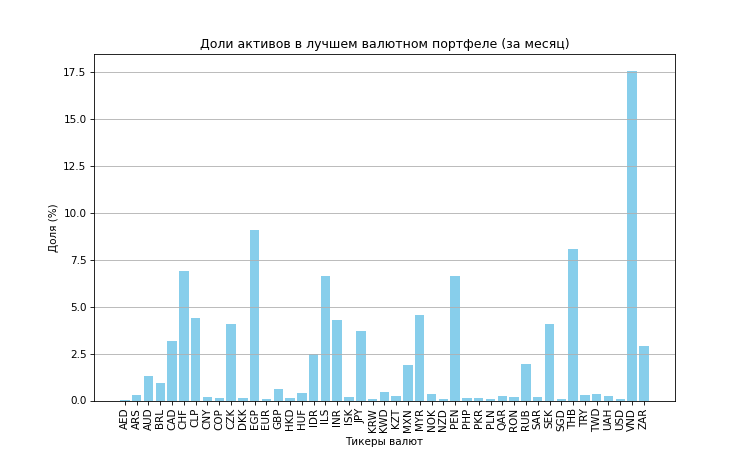 Доли активов в лучшем валютном портфеле (за месяц)
17.5
15.0
12.5
10.0
7.5
5.0
2.5
0.0
Доля (%)
AED ARS AUD BRL CAD CHF CLP CNY COP CZK DKK EGP EUR GBP HKD HUF IDR ILS INR ISK JPY KRW KWD KZT MXN MYR NOK NZD PEN PHP PKR PLN QAR RON RUB SAR SEK SGD THB TRY TWD UAH USD VND ZAR
Тикеры валют